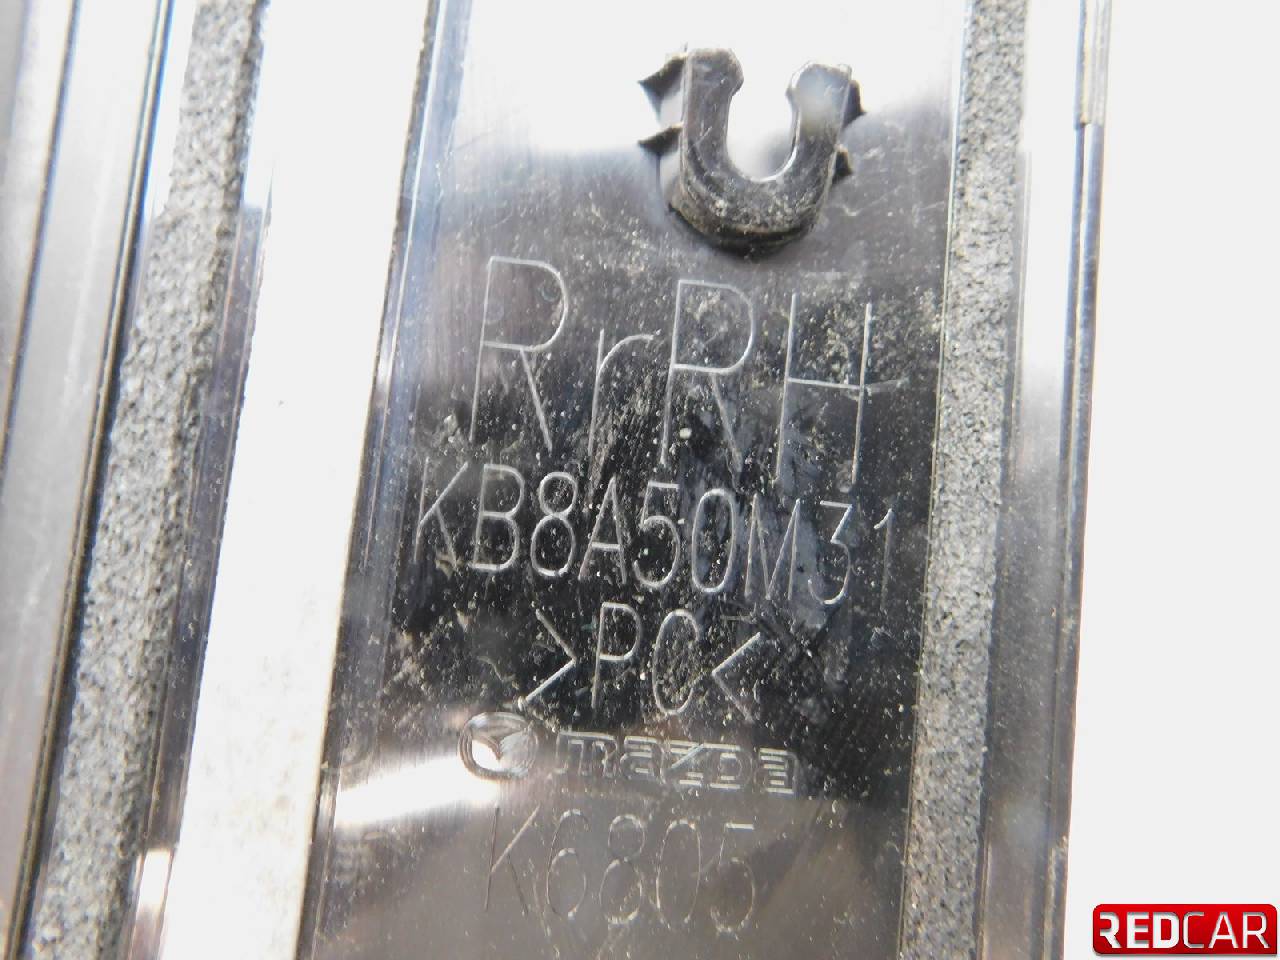 RrRH
KB8A50M31
>PC<
mazda
K6805
REDCAR